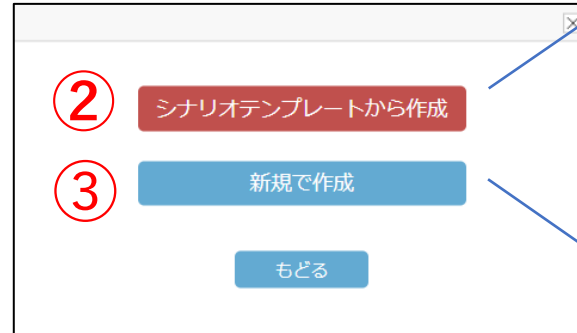 ② シナリオテンプレートから作成
③ 新規で作成
もどる